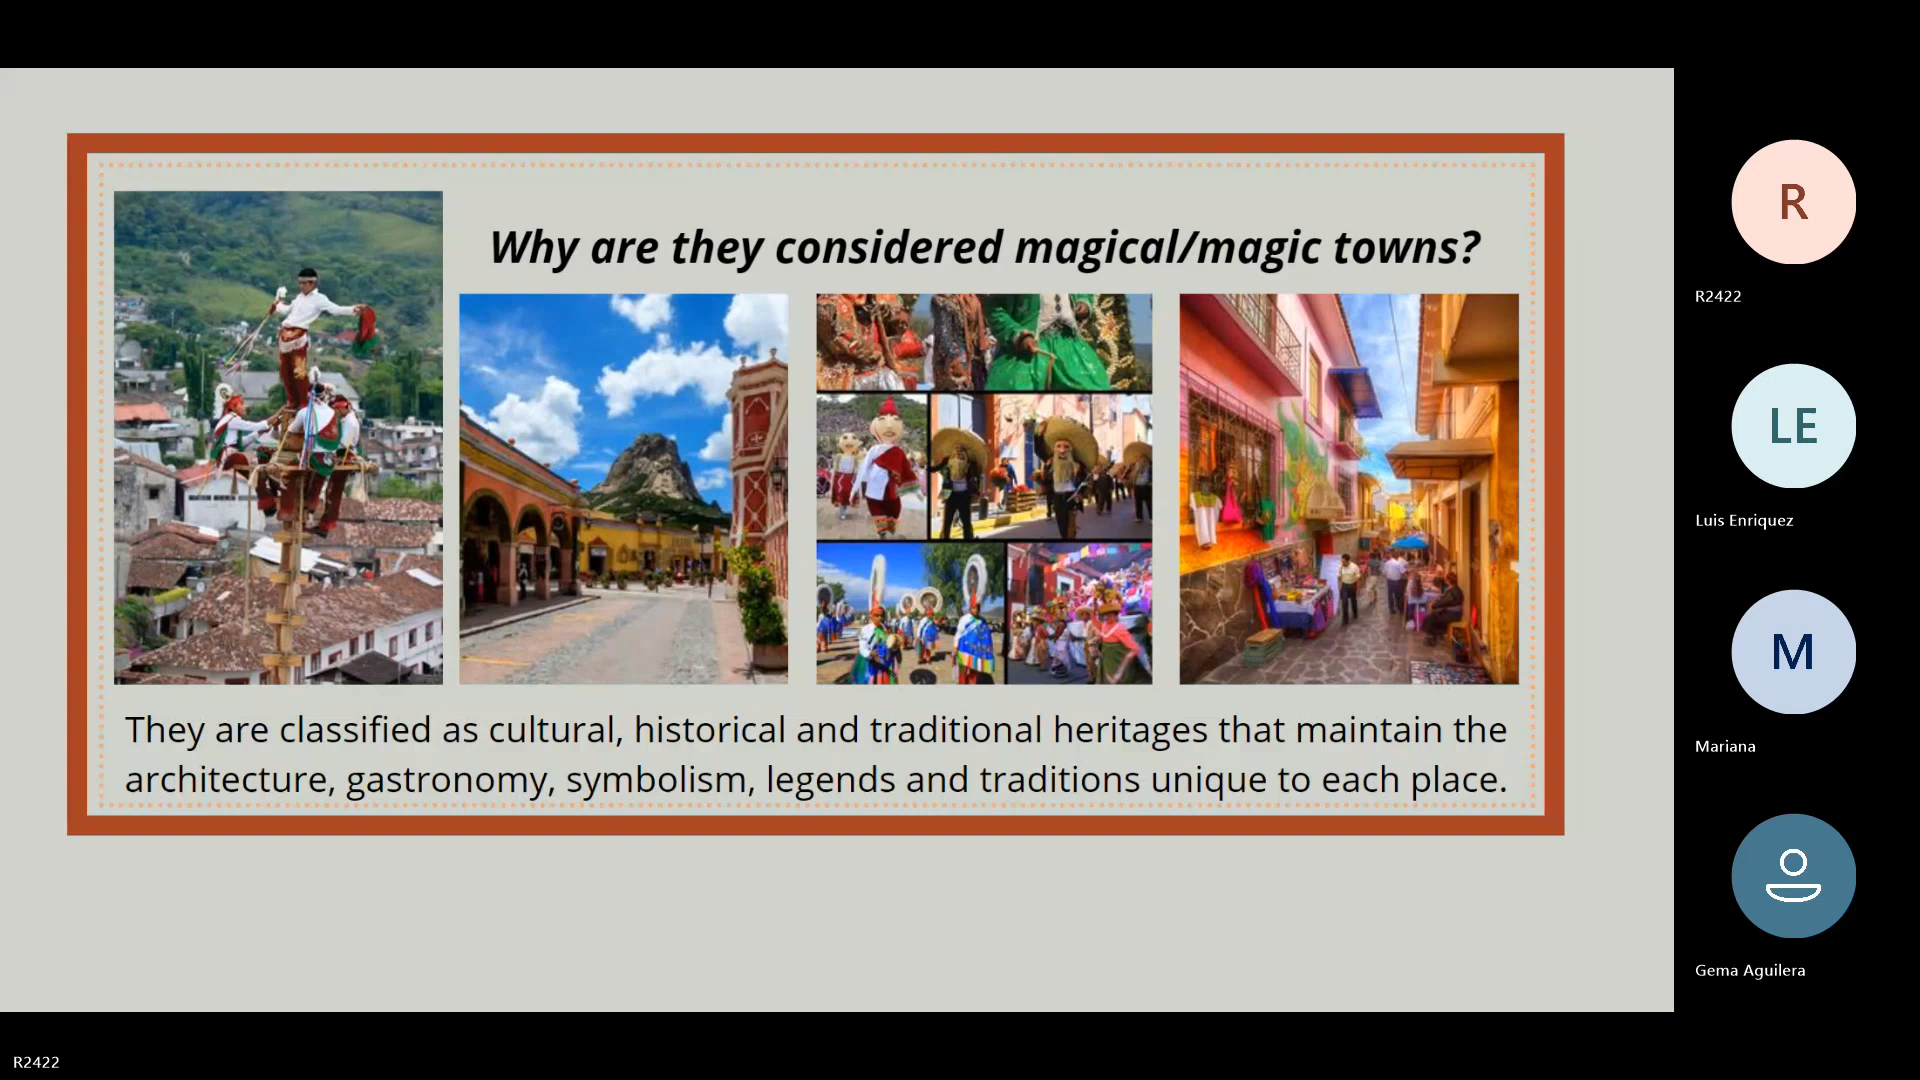 Why are they considered magical/magic towns?
They are classified as cultural, historical and traditional heritages that maintain the
architecture, gastronomy, symbolism, legends and traditions unique to each place.
R
R2422
LE
Luis Enriquez
M
Mariana
Gema Aguilera
R2422